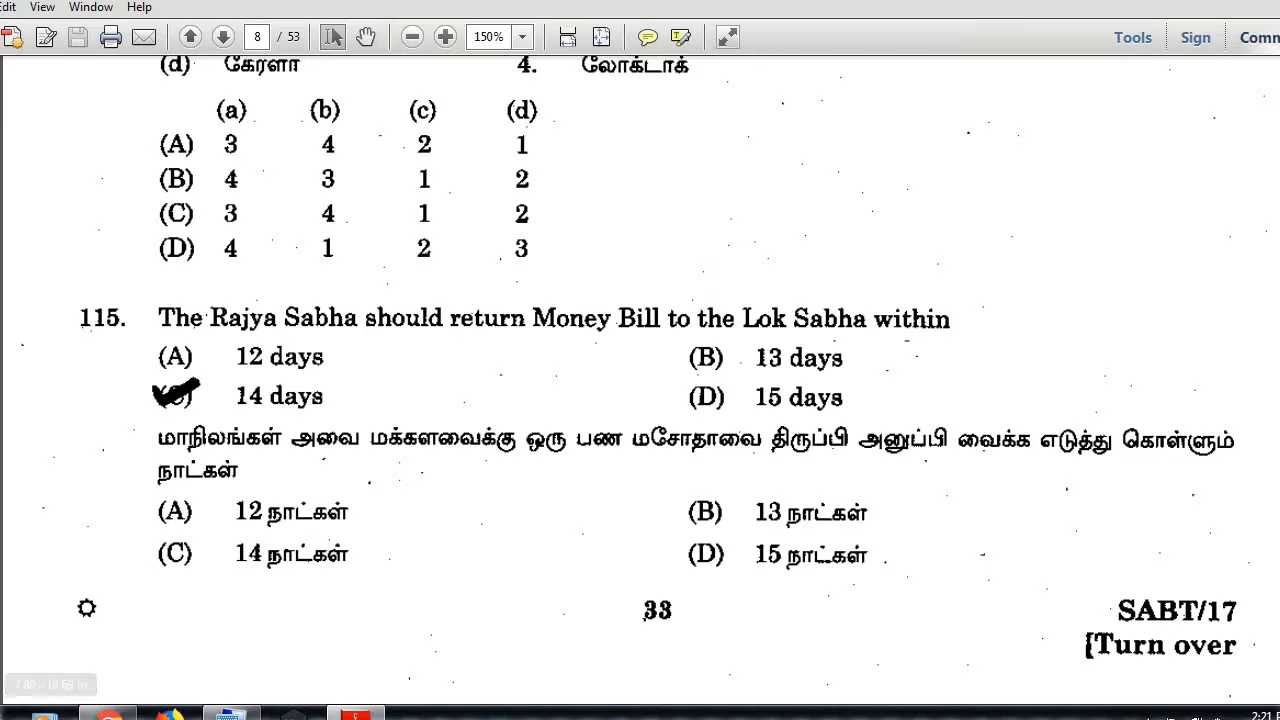 Edit View Window Help
8 / 53 150% Tools Sign Comm
(d) கேரளா 4. லோக்டாக்
(a) (b) (c) (d)
(A) 3 4 2 1
(B) 4 3 1 2
(C) 3 4 1 2
(D) 4 1 2 3
115. The Rajya Sabha should return Money Bill to the Lok Sabha within
(A) 12 days (B) 13 days
(C) 14 days (D) 15 days
மாநிலங்கள் அவை மக்களவைக்கு ஒரு பண மசோதாவை திருப்பி அனுப்பி வைக்க எடுத்து கொள்ளும்
நாட்கள்
(A) 12 நாட்கள் (B) 13 நாட்கள்
(C) 14 நாட்கள் (D) 15 நாட்கள்
33 SABT/17
[Turn over
2:21